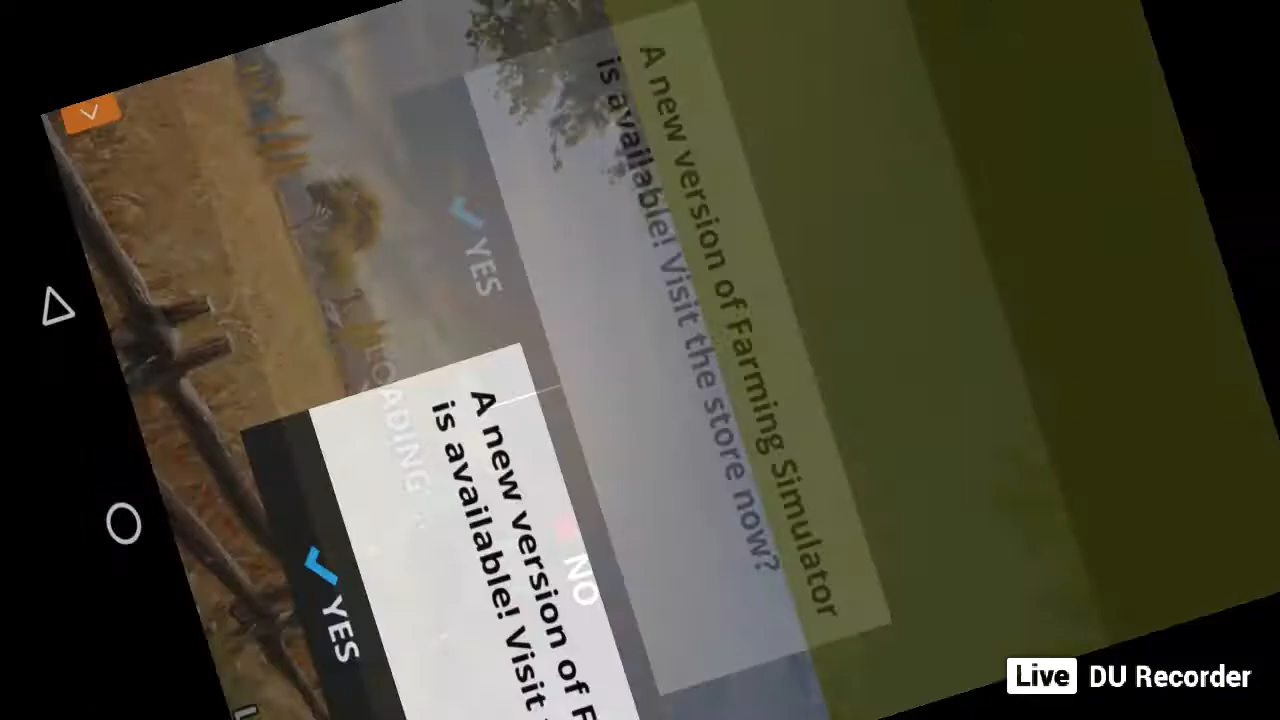 A new version of Farming Simulator
is available! Visit the store now?
YES
LOADING
A new version of F
is available! Visit
NO
YES
Live DU Recorder